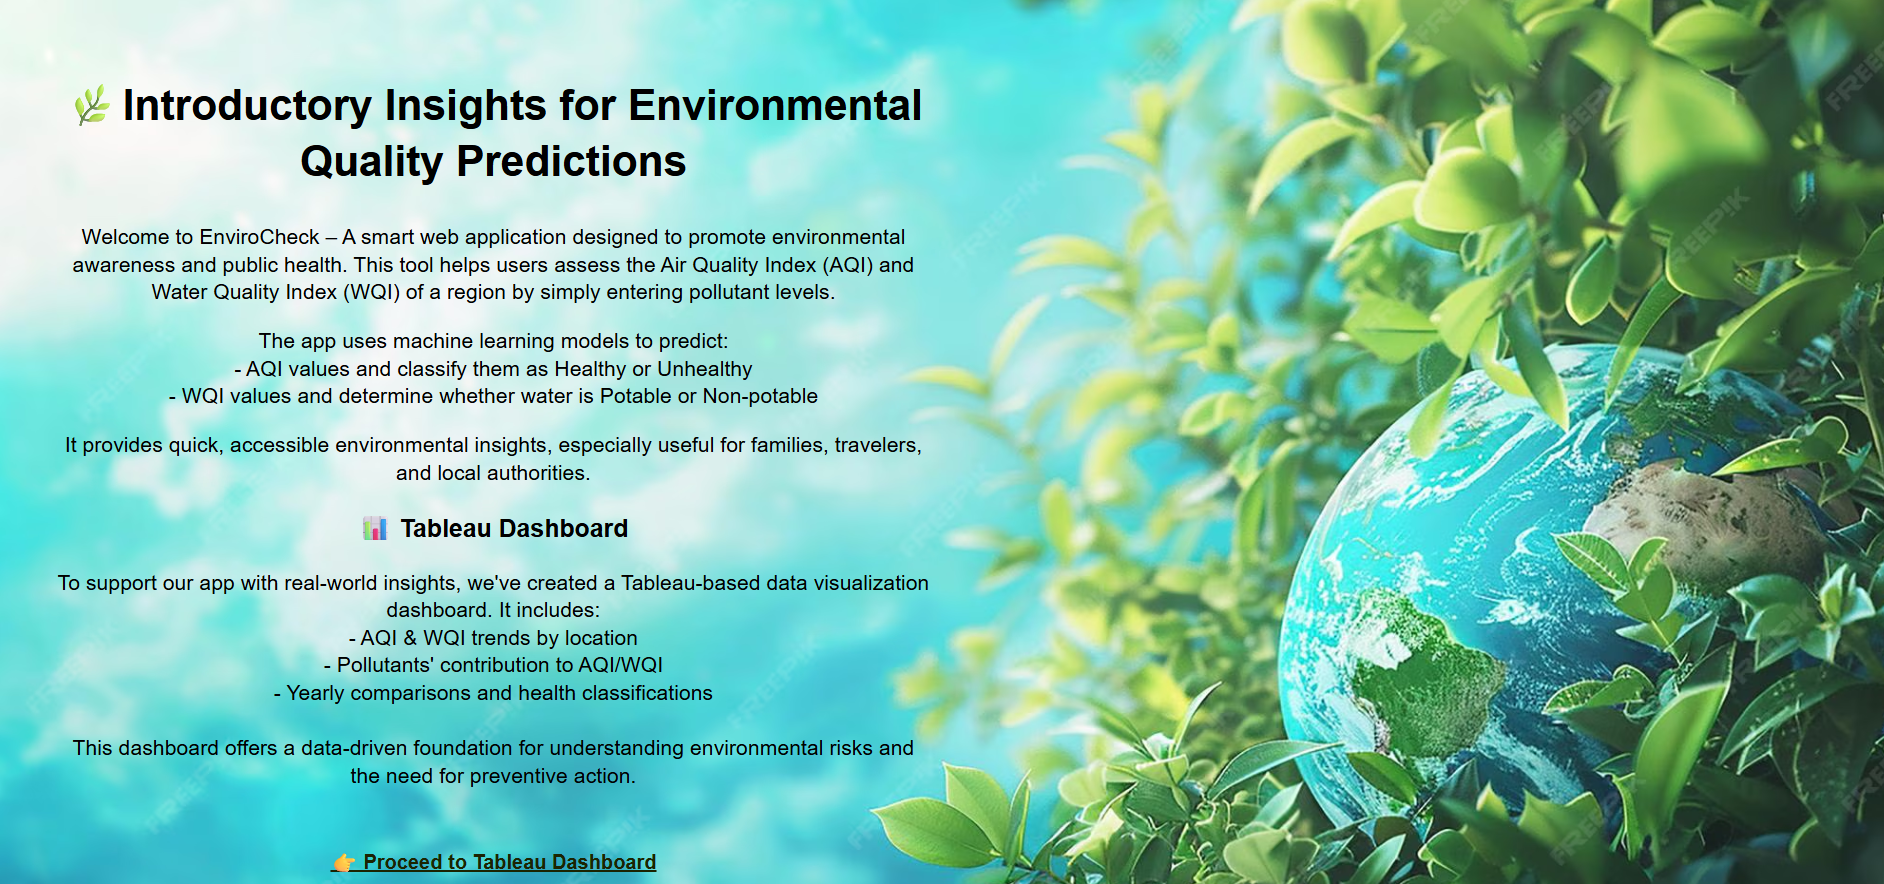 🌿 Introductory Insights for Environmental
Quality Predictions
Welcome to EnviroCheck – A smart web application designed to promote environmental
awareness and public health. This tool helps users assess the Air Quality Index (AQI) and
Water Quality Index (WQI) of a region by simply entering pollutant levels.
The app uses machine learning models to predict:
- AQI values and classify them as Healthy or Unhealthy
- WQI values and determine whether water is Potable or Non-potable
It provides quick, accessible environmental insights, especially useful for families, travelers,
and local authorities.
📊 Tableau Dashboard
To support our app with real-world insights, we've created a Tableau-based data visualization
dashboard. It includes:
- AQI & WQI trends by location
- Pollutants' contribution to AQI/WQI
- Yearly comparisons and health classifications
This dashboard offers a data-driven foundation for understanding environmental risks and
the need for preventive action.
👉 Proceed to Tableau Dashboard
FREEPIK